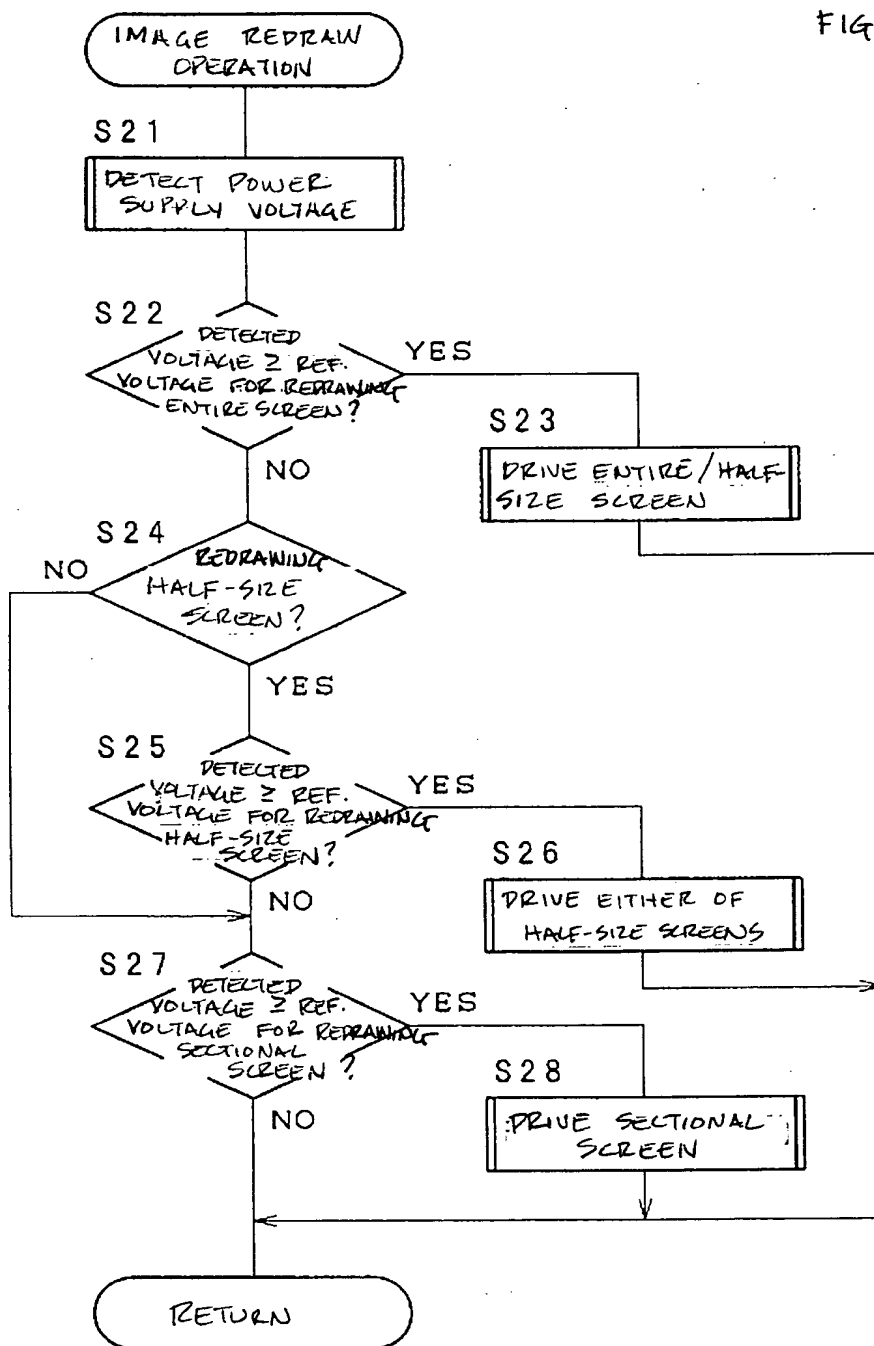 FIG
IMAGE REDRAW
OPERATION
S21
DETECT POWER
SUPPLY VOLTAGE
S22
DETECTED
VOLTAGE ≥ REF.
VOLTAGE FOR REDRAWING
ENTIRE SCREEN?
YES
NO
S23
DRIVE ENTIRE/HALF-
SIZE SCREEN
S24
REDRAWING
HALF-SIZE
SCREEN?
NO
YES
S25
DETECTED
VOLTAGE ≥ REF.
VOLTAGE FOR REDRAWING
HALF-SIZE
SCREEN?
YES
NO
S26
DRIVE EITHER OF
HALF-SIZE SCREENS
S27
DETECTED
VOLTAGE ≥ REF.
VOLTAGE FOR REDRAWING
SECTIONAL
SCREEN?
YES
NO
S28
DRIVE SECTIONAL
SCREEN
RETURN